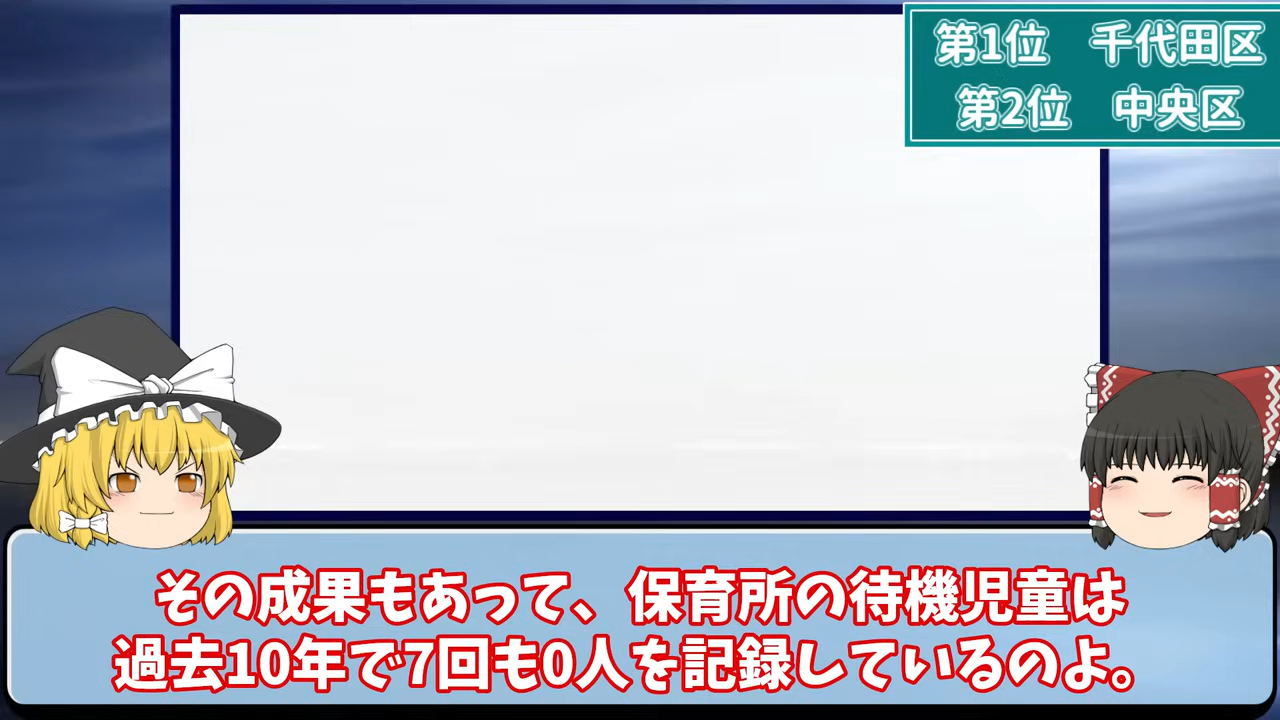 第1位 千代田区
第2位 中央区
その成果もあって、保育所の待機児童は
過去10年で7回も0人を記録しているのよ。